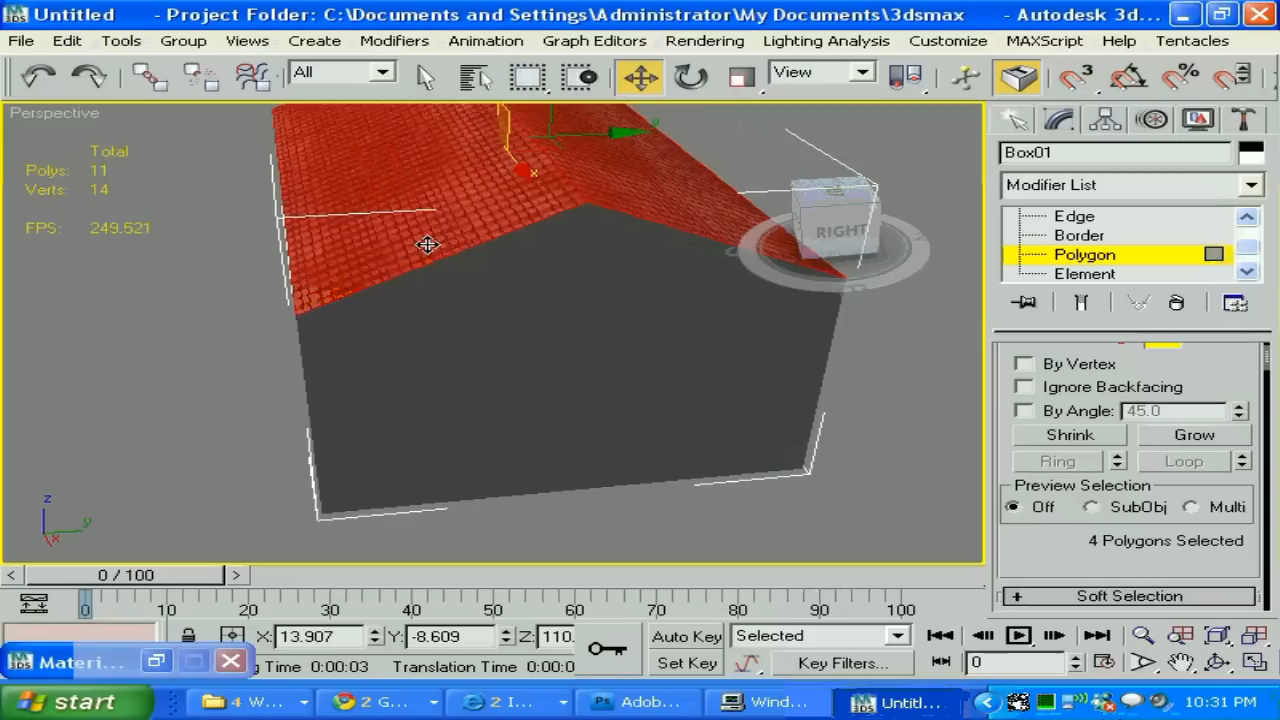 Untitled - Project Folder: C:\Documents and Settings\Administrator\My Documents\3dsmax - Autodesk 3d...
File Edit Tools Group Views Create Modifiers Animation Graph Editors Rendering Lighting Analysis Customize MAXScript Help Tentacles
All View
Perspective
Total
Polys: 11
Verts: 14
FPS: 249.521
y
x
RIGHT
z
y
x
Box01
Modifier List
Edge
Border
Polygon
Element
By Vertex
Ignore Backfacing
By Angle: 45.0
Shrink Grow
Ring Loop
Preview Selection
Off SubObj Multi
4 Polygons Selected
+ Soft Selection
< 0 / 100 >
0 10 20 30 40 50 60 70 80 90 100
X: 13.907 Y: -8.609 Z: 110. Auto Key Selected
Materi... g Time 0:00:03 Translation Time 0:00:0 Set Key Key Filters... 0
start 4 W... 2 G... 2 I... Adob... Wind... Untitl... 10:31 PM